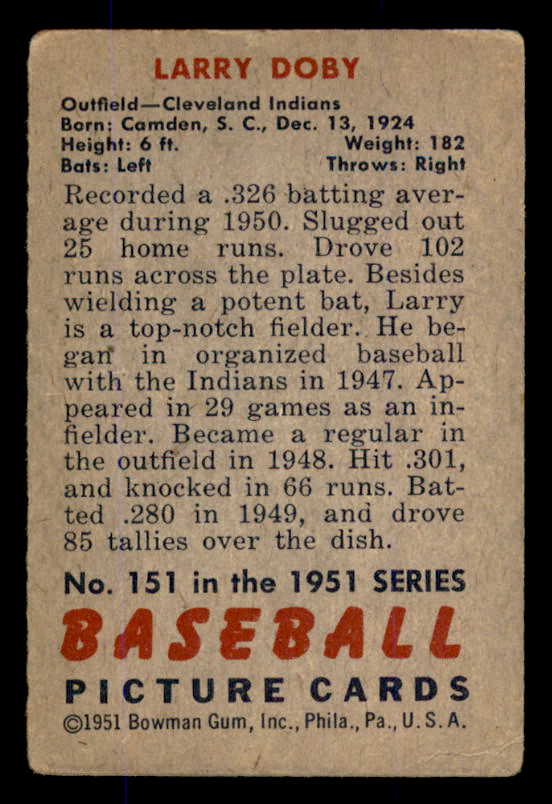 LARRY DOBY
Outfield—Cleveland Indians
Born: Camden, S. C., Dec. 13, 1924
Height: 6 ft. Weight: 182
Bats: Left Throws: Right
Recorded a .326 batting aver-
age during 1950. Slugged out
25 home runs. Drove 102
runs across the plate. Besides
wielding a potent bat, Larry
is a top-notch fielder. He be-
gan in organized baseball
with the Indians in 1947. Ap-
peared in 29 games as an in-
fielder. Became a regular in
the outfield in 1948. Hit .301,
and knocked in 66 runs. Bat-
ted .280 in 1949, and drove
85 tallies over the dish.
No. 151 in the 1951 SERIES
BASEBALL
PICTURE CARDS
©1951 Bowman Gum, Inc., Phila., Pa., U. S. A.